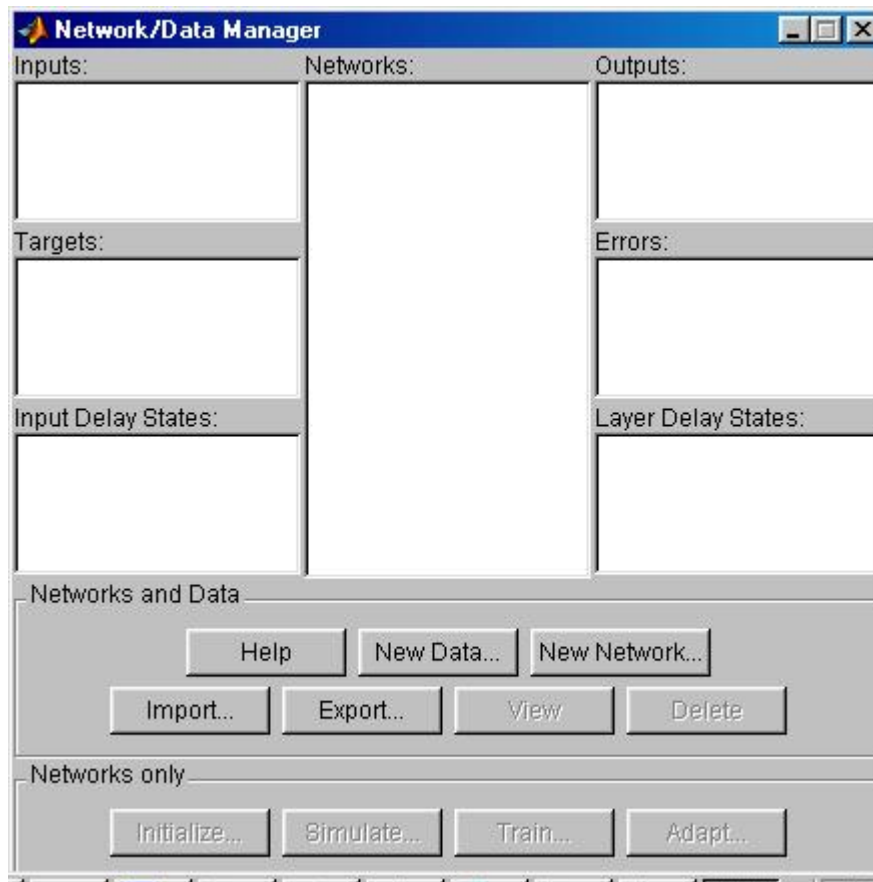 Network/Data Manager
Inputs: Networks: Outputs:
Targets: Errors:
Input Delay States: Layer Delay States:
Networks and Data
Help New Data... New Network...
Import... Export... View Delete
Networks only
Initialize... Simulate... Train... Adapt...